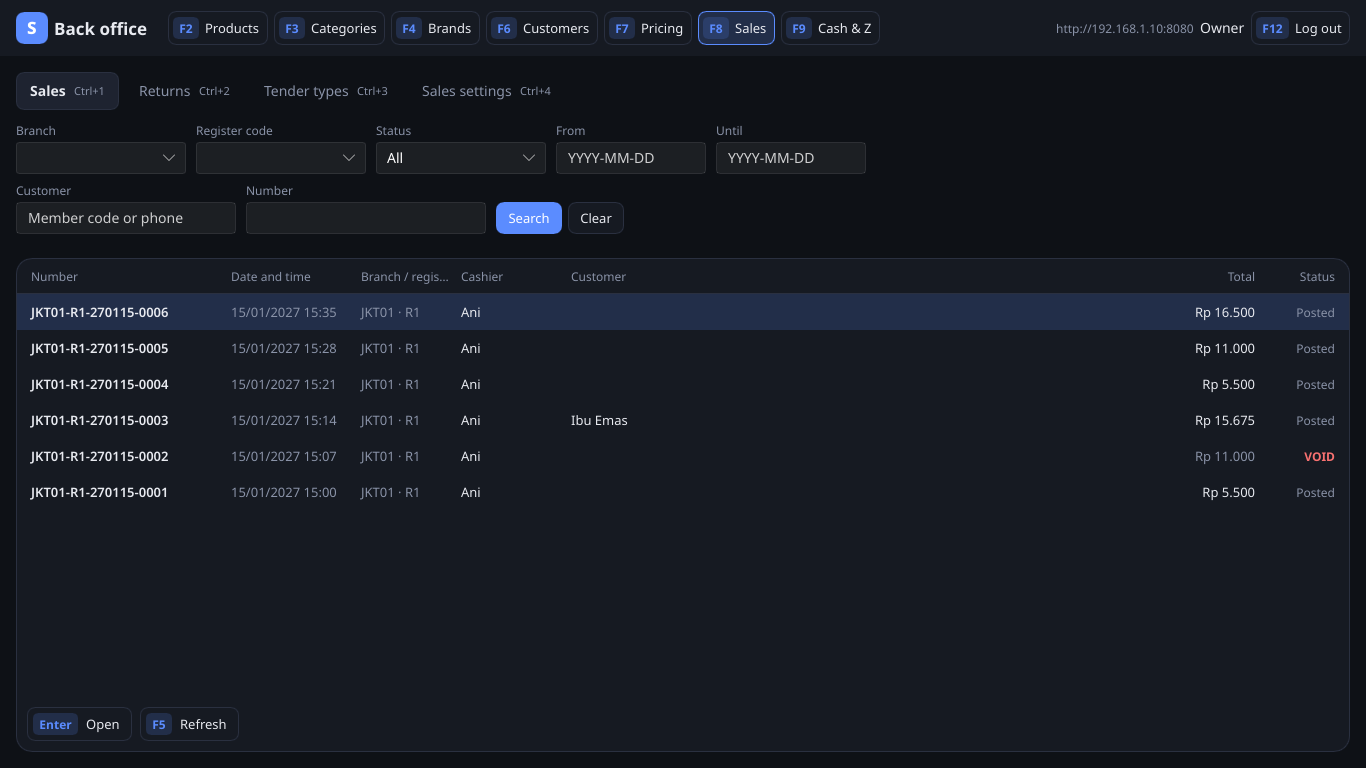 S Back office F2 Products F3 Categories F4 Brands F6 Customers F7 Pricing F8 Sales F9 Cash & Z http://192.168.1.10:8080 Owner F12 Log out
Sales Ctrl+1 Returns Ctrl+2 Tender types Ctrl+3 Sales settings Ctrl+4
Branch Register code Status From Until
All YYYY-MM-DD YYYY-MM-DD
Customer Number
Member code or phone Search Clear
Number Date and time Branch / regis... Cashier Customer Total Status
JKT01-R1-270115-0006 15/01/2027 15:35 JKT01 · R1 Ani Rp 16.500 Posted
JKT01-R1-270115-0005 15/01/2027 15:28 JKT01 · R1 Ani Rp 11.000 Posted
JKT01-R1-270115-0004 15/01/2027 15:21 JKT01 · R1 Ani Rp 5.500 Posted
JKT01-R1-270115-0003 15/01/2027 15:14 JKT01 · R1 Ani Ibu Emas Rp 15.675 Posted
JKT01-R1-270115-0002 15/01/2027 15:07 JKT01 · R1 Ani Rp 11.000 VOID
JKT01-R1-270115-0001 15/01/2027 15:00 JKT01 · R1 Ani Rp 5.500 Posted
Enter Open F5 Refresh